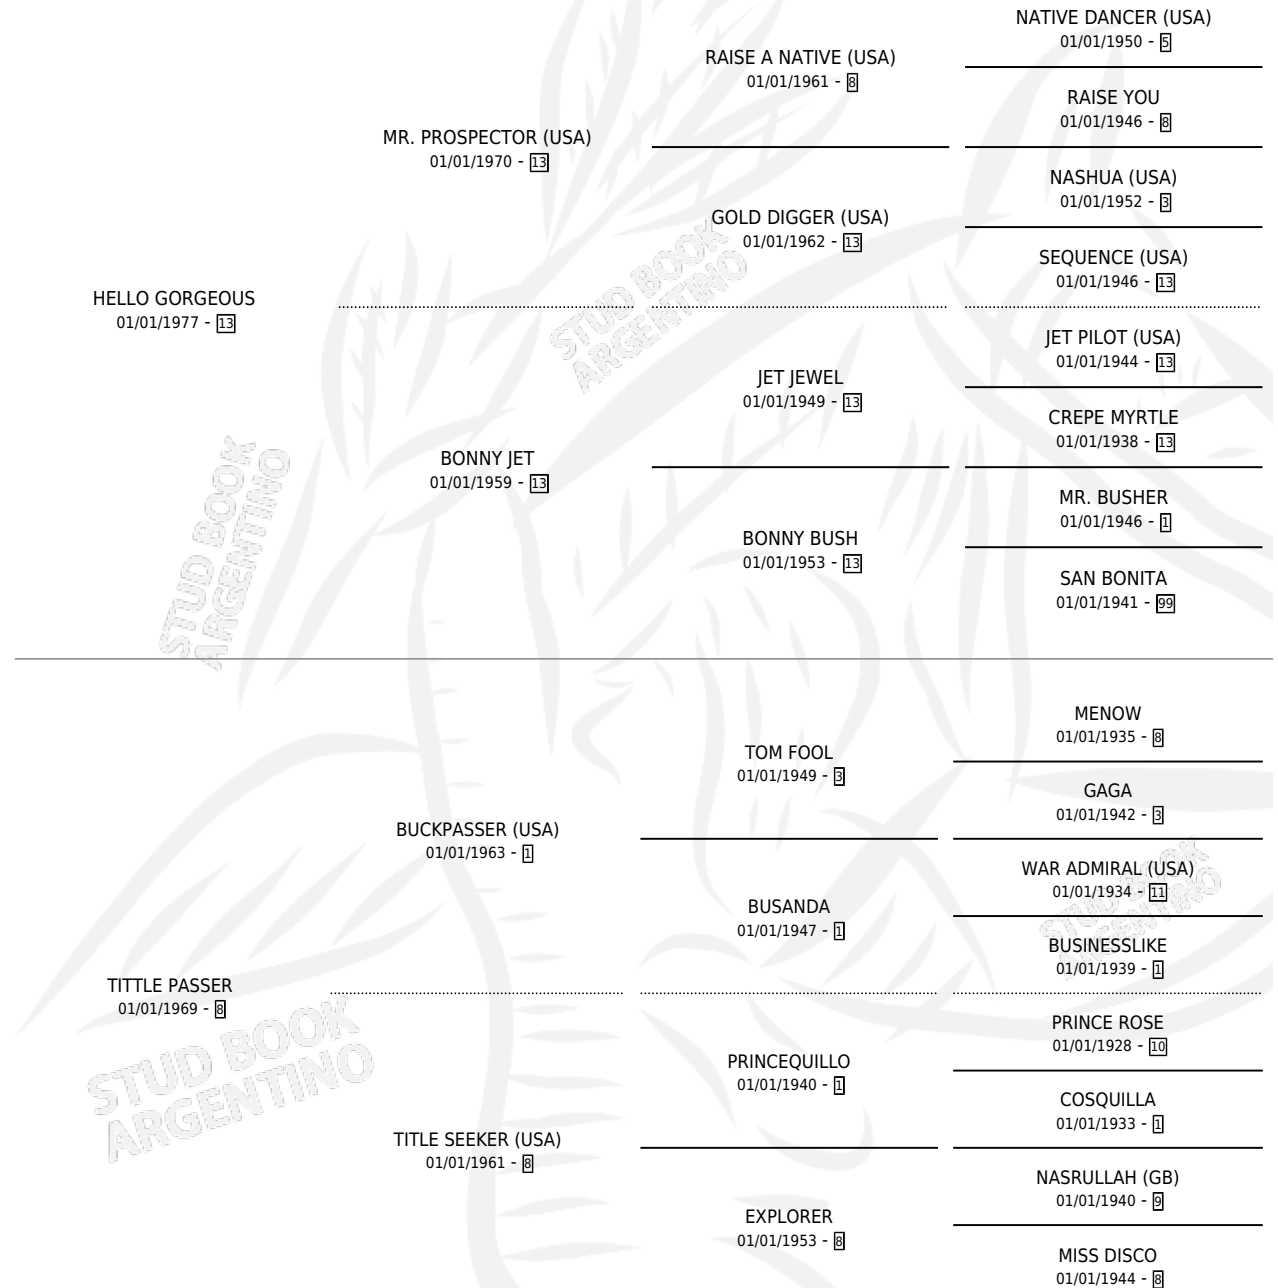 NATIVE DANCER (USA)
01/01/1950 - 5
RAISE A NATIVE (USA)
01/01/1961 - 8
RAISE YOU
01/01/1946 - 8
MR. PROSPECTOR (USA)
01/01/1970 - 13
NASHUA (USA)
01/01/1952 - 3
GOLD DIGGER (USA)
01/01/1962 - 13
SEQUENCE (USA)
01/01/1946 - 13
HELLO GORGEOUS
01/01/1977 - 13
STUD BOOK
ARGENTINO
JET PILOT (USA)
01/01/1944 - 13
JET JEWEL
01/01/1949 - 13
CREPE MYRTLE
01/01/1938 - 13
BONNY JET
01/01/1959 - 13
MR. BUSHER
01/01/1946 - 1
BONNY BUSH
01/01/1953 - 13
SAN BONITA
01/01/1941 - 99
STUD BOOK
ARGENTINO
MENOW
01/01/1935 - 8
TOM FOOL
01/01/1949 - 3
GAGA
01/01/1942 - 3
BUCKPASSER (USA)
01/01/1963 - 1
WAR ADMIRAL (USA)
01/01/1934 - 11
BUSANDA
01/01/1947 - 1
BUSINESSLIKE
01/01/1939 - 1
STUD BOOK
ARGENTINO
TITTLE PASSER
01/01/1969 - 8
PRINCE ROSE
01/01/1928 - 10
PRINCEQUILLO
01/01/1940 - 1
COSQUILLA
01/01/1933 - 1
STUD BOOK
ARGENTINO
TITLE SEEKER (USA)
01/01/1961 - 8
NASRULLAH (GB)
01/01/1940 - 9
EXPLORER
01/01/1953 - 8
MISS DISCO
01/01/1944 - 8